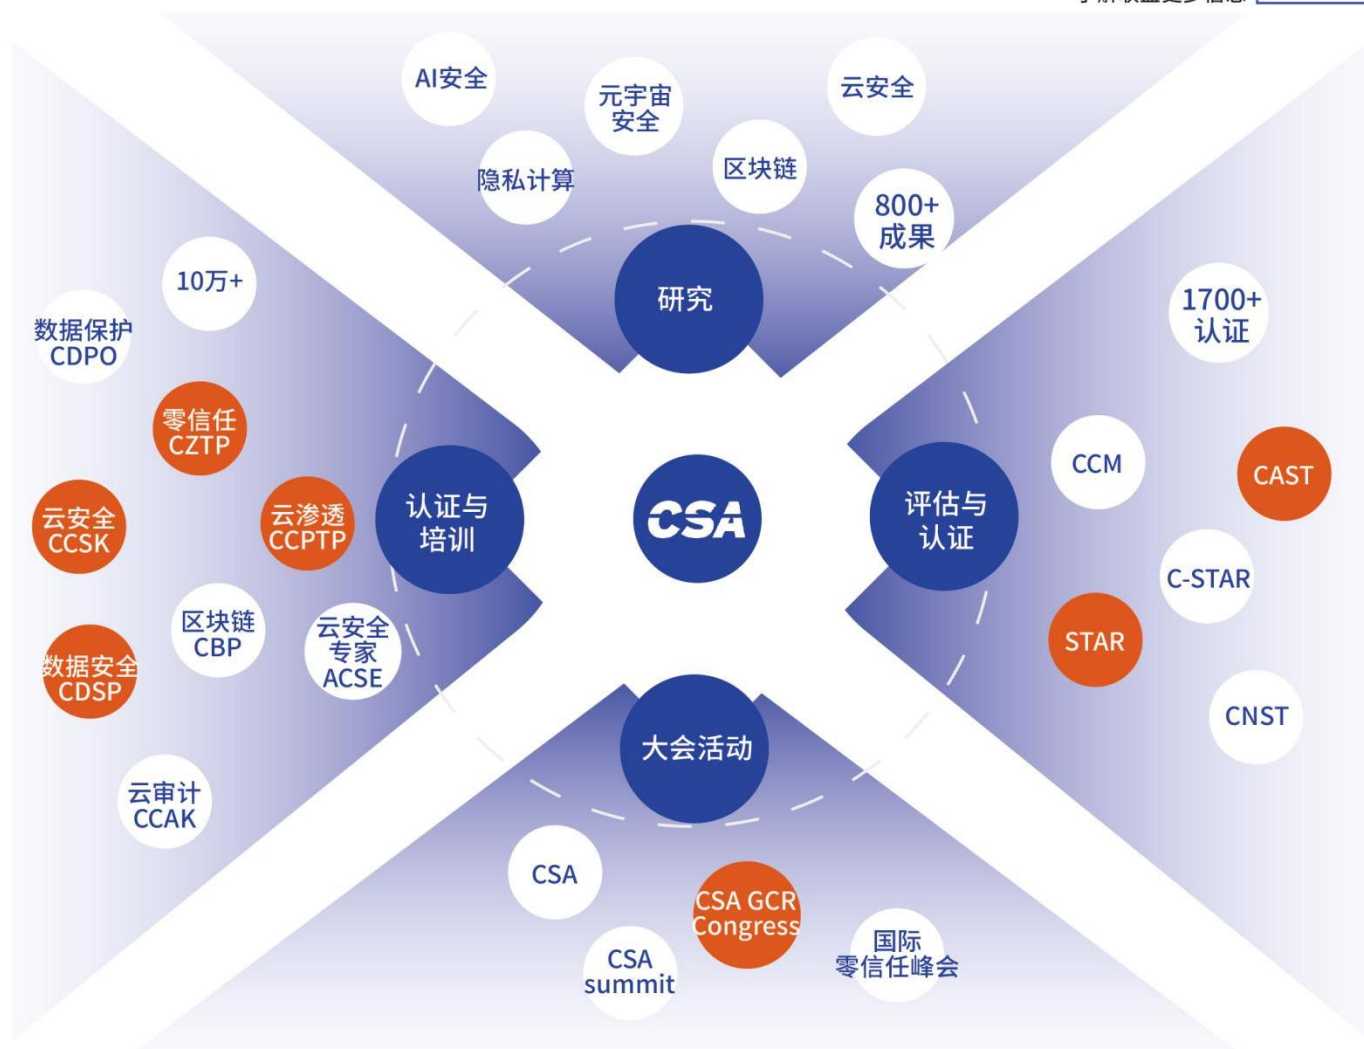 AI安全
元宇宙
安全
云安全
隐私计算
区块链
800+
成果
研究
10万+
数据保护
CDPO
零信任
CZTP
云安全
CCSK
云渗透
CCPTP
认证与
培训
区块链
CBP
云安全
专家
ACSE
数据安全
CDSP
云审计
CCAK
CSA
评估与
认证
1700+
认证
CCM
CAST
C-STAR
STAR
CNST
大会活动
CSA
CSA GCR
Congress
CSA
summit
国际
零信任峰会